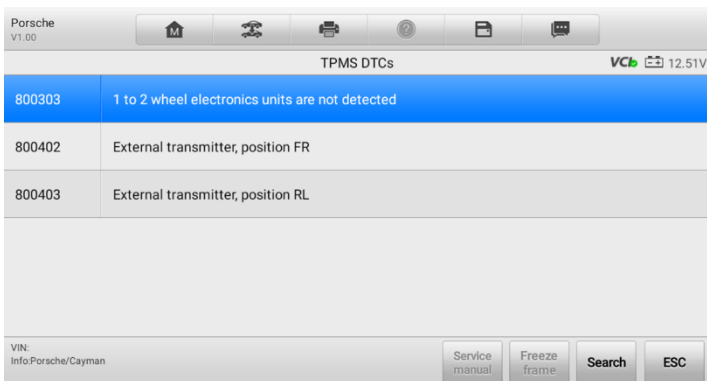 Porsche
V1.00
M
?
TPMS DTCs
VCI 12.51V
800303 1 to 2 wheel electronics units are not detected
800402 External transmitter, position FR
800403 External transmitter, position RL
VIN:
Info:Porsche/Cayman
Service manual
Freeze frame
Search
ESC